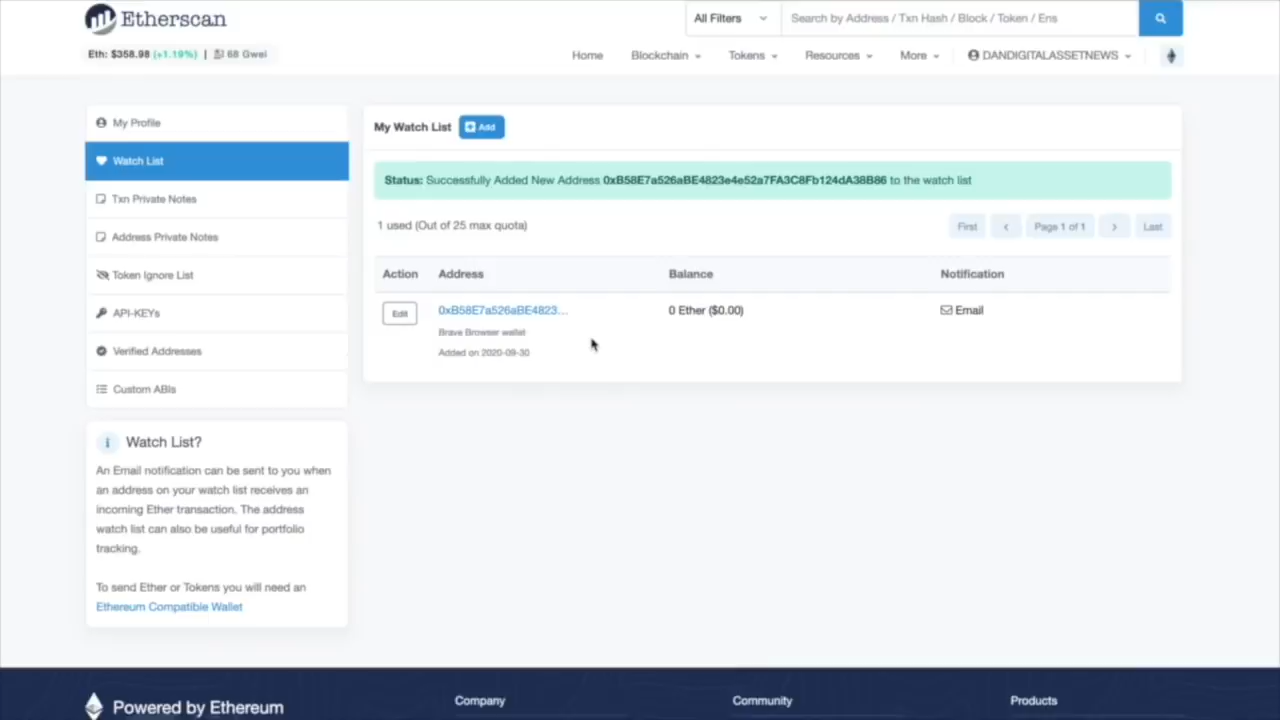 Etherscan
All Filters
Search by Address / Txn Hash / Block / Token / Ens
Eth: $358.98 (+1.19%) | 68 Gwei
Home
Blockchain
Tokens
Resources
More
DANDIGITALASSETNEWS
My Profile
Watch List
Txn Private Notes
Address Private Notes
Token Ignore List
API-KEYs
Verified Addresses
Custom ABIs
Watch List?
An Email notification can be sent to you when
an address on your watch list receives an
incoming Ether transaction. The address
watch list can also be useful for portfolio
tracking.
To send Ether or Tokens you will need an
Ethereum Compatible Wallet
My Watch List Add
Status: Successfully Added New Address 0xB58E7a526aBE4823e4e52a7FA3C8Fb124dA38B86 to the watch list
1 used (Out of 25 max quota)
First
Page 1 of 1
Last
Action Address Balance Notification
Edit 0xB58E7a526aBE4823... 0 Ether ($0.00) Email
Brave Browser wallet
Added on 2020-09-30
Powered by Ethereum
Company
Community
Products